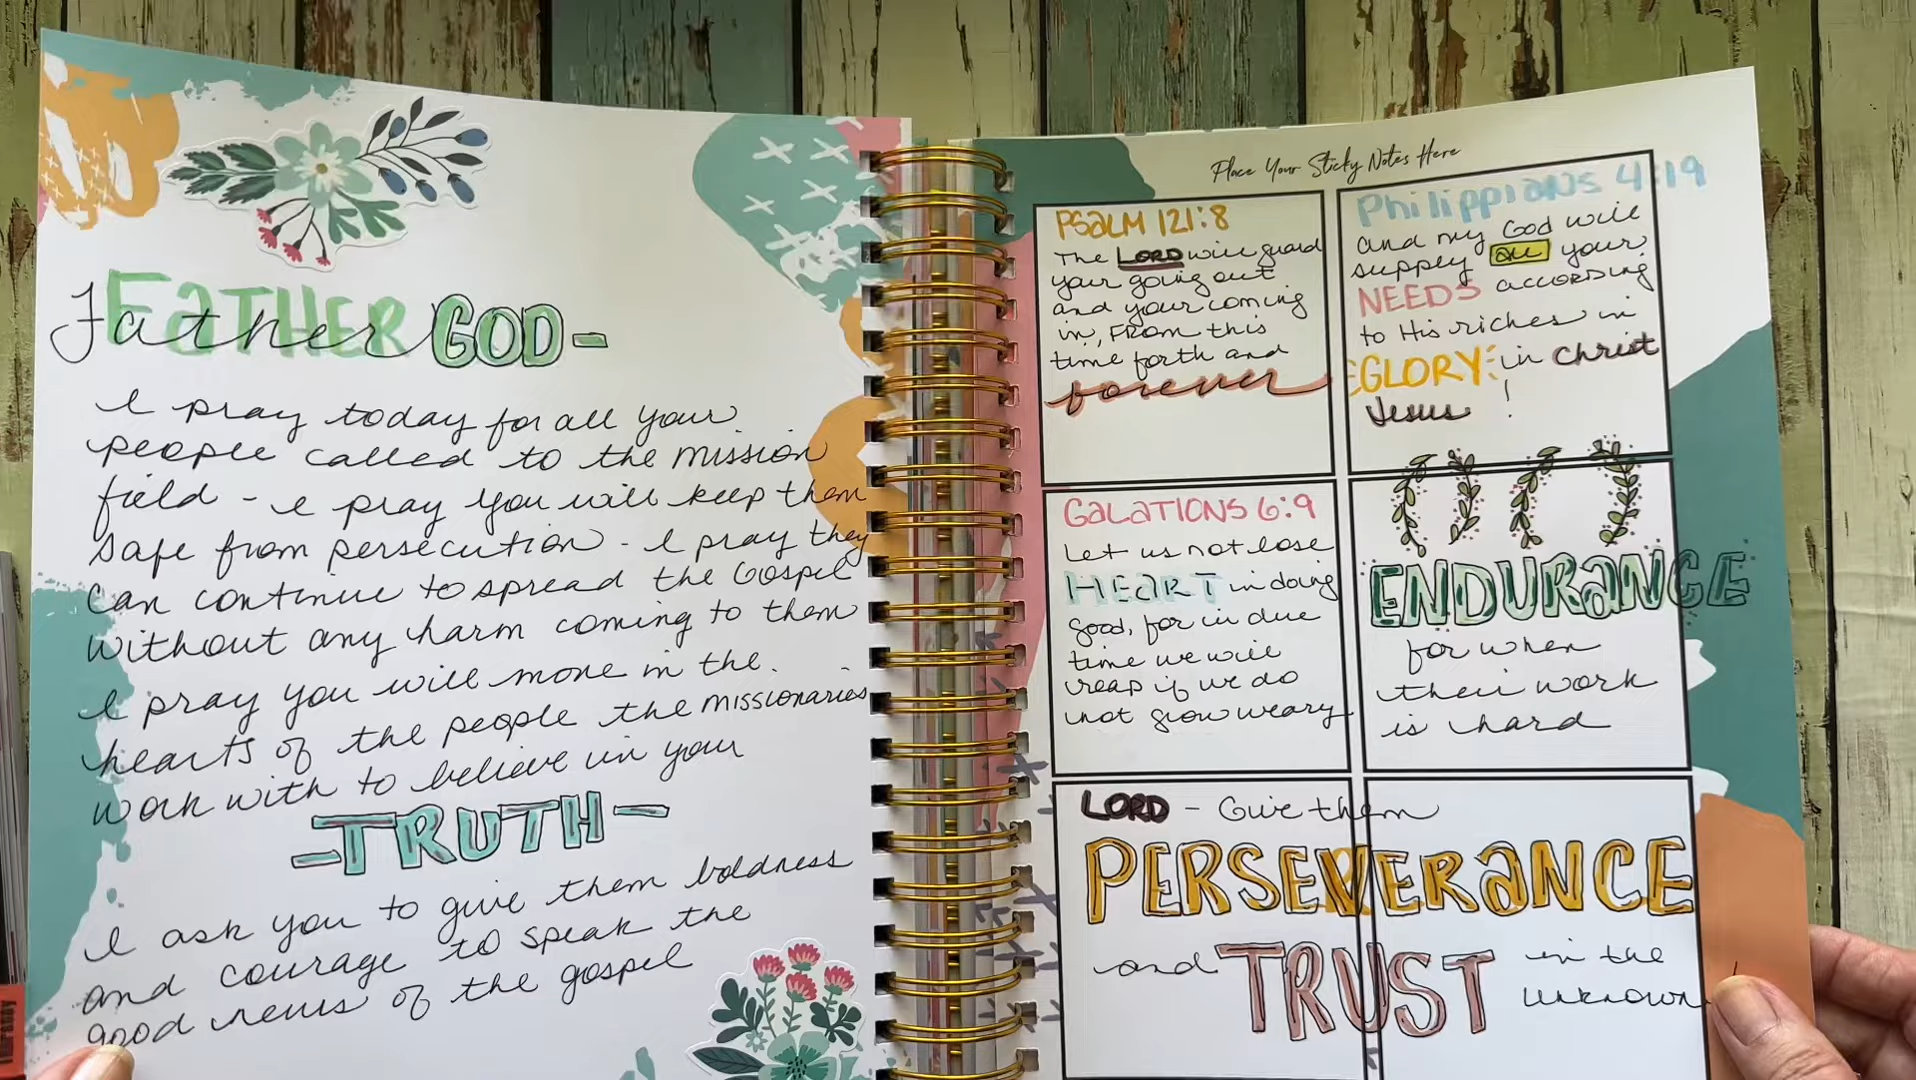 Father GOD-
I pray today for all your
people called to the mission
field - I pray you will keep them
safe from persecution - I pray they
can continue to spread the Gospel
without any harm coming to them
I pray you will move in the
hearts of the people the missionaries
work with to believe in your
-TRUTH-
I ask you to give them boldness
and courage to speak the
good news of the gospel
Place Your Sticky Notes Here
PSALM 121:8
The LORD will guard
your going out
and your coming
in, From this
time forth and
forever
Philippians 4:19
and my God will
supply all your
NEEDS according
to His riches in
GLORY in Christ
Jesus !
GALATIONS 6:9
Let us not lose
HEART in doing
good, for in due
time we will
reap if we do
not grow weary
ENDURANCE
for when
their work
is hard
LORD - Give them
PERSEVERANCE
and TRUST in the
unknown